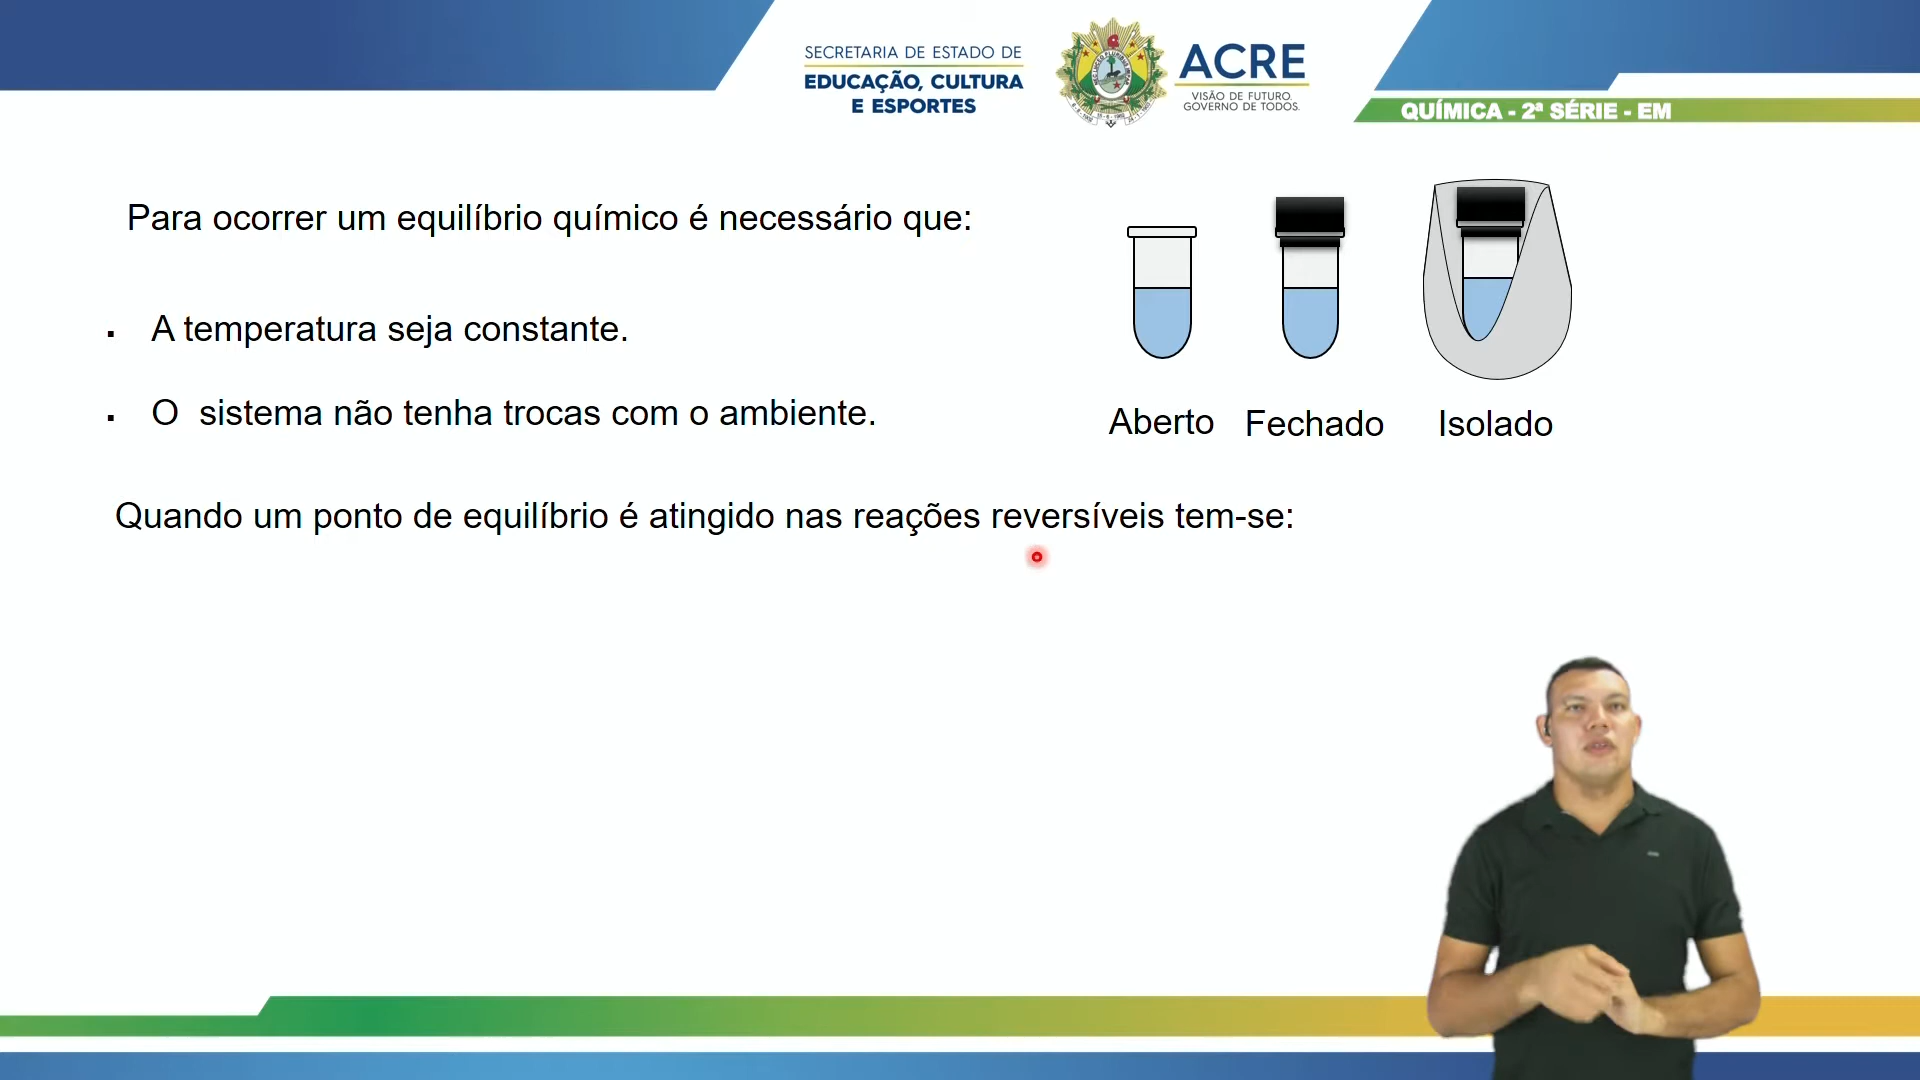 SECRETARIA DE ESTADO DE
EDUCAÇÃO, CULTURA
E ESPORTES
ACRE
VISÃO DE FUTURO.
GOVERNO DE TODOS.
QUÍMICA - 2ª SÉRIE - EM
Para ocorrer um equilíbrio químico é necessário que:
▪ A temperatura seja constante.
▪ O sistema não tenha trocas com o ambiente.
Aberto Fechado Isolado
Quando um ponto de equilíbrio é atingido nas reações reversíveis tem-se: